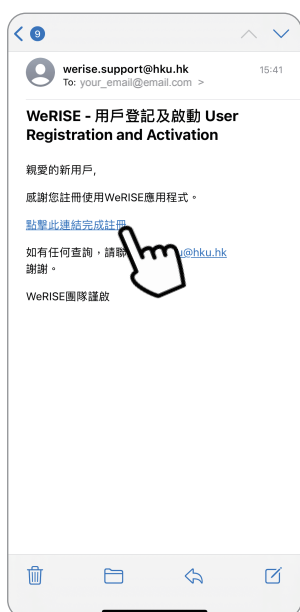 9
werise.support@hku.hk 15:41
To: your_email@email.com >
WeRISE - 用戶登記及啟動 User
Registration and Activation
親愛的新用戶,
感謝您註冊使用WeRISE應用程式。
點擊此連結完成註冊
如有任何查詢，請聯 @hku.hk
謝謝。
WeRISE團隊謹啟